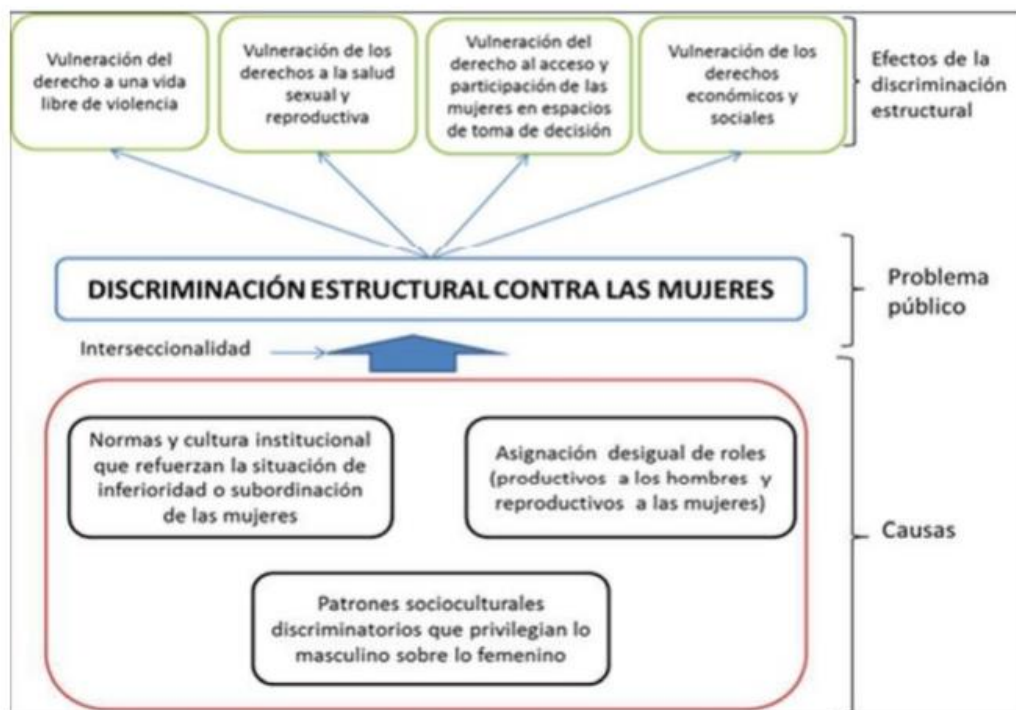 Vulneración del
derecho a una vida
libre de violencia
Vulneración de los
derechos a la salud
sexual y
reproductiva
Vulneración del
derecho al acceso y
participación de las
mujeres en espacios
de toma de decisión
Vulneración de los
derechos
económicos y
sociales
Efectos de la
discriminación
estructural
DISCRIMINACIÓN ESTRUCTURAL CONTRA LAS MUJERES
Problema
público
Interseccionalidad
Normas y cultura institucional
que refuerzan la situación de
inferioridad o subordinación
de las mujeres
Asignación desigual de roles
(productivos a los hombres y
reproductivos a las mujeres)
Causas
Patrones socioculturales
discriminatorios que privilegian lo
masculino sobre lo femenino